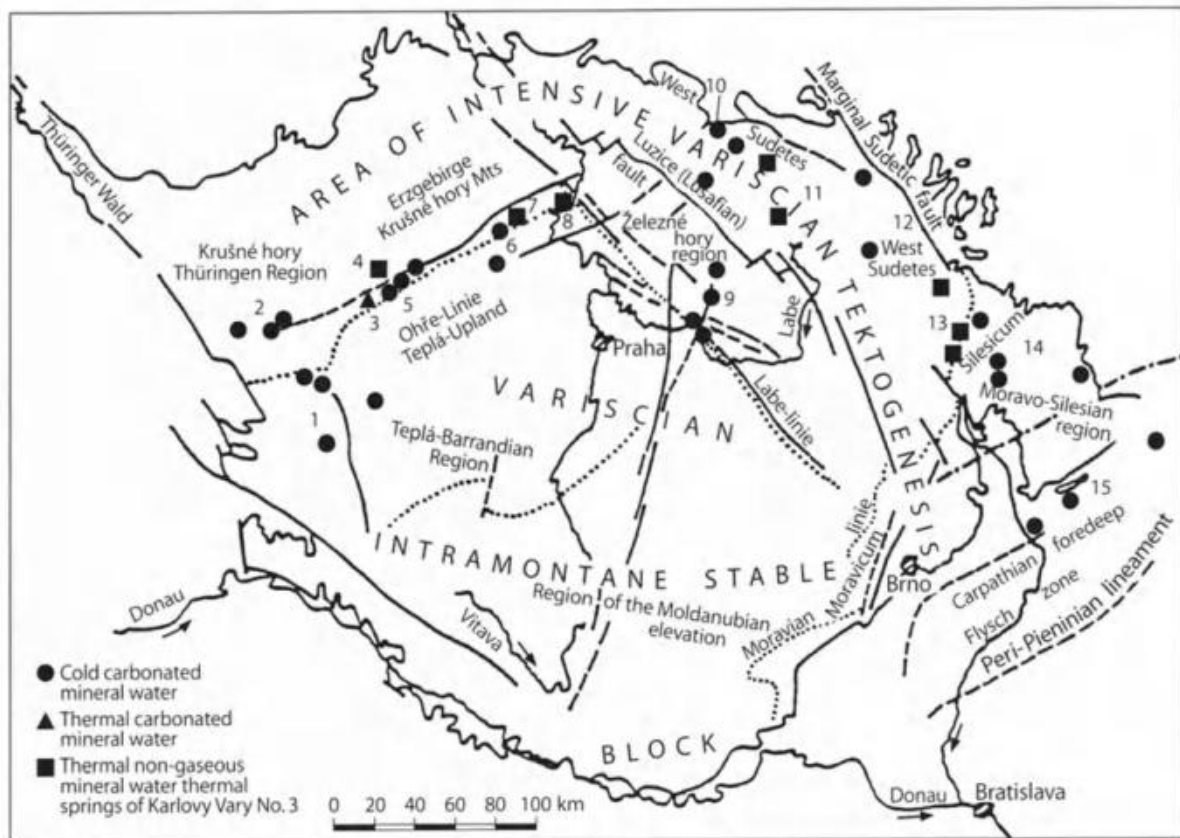 AREA OF INTENSIVE VARISCAN TEKTOGENESIS
Thüringer Wald
Erzgebirge
Krušné hory Mts
Krušné hory
Thüringen Region
West
Sudetes
Luzice (Lusatian)
fault
Marginal Sudetic fault
10
11
12
Železné
hory
region
West
Sudetes
4
7
8
6
2
3
5
9
13
14
Ohře-Linie
Teplá-Upland
Praha
Labe
Silesicum
Moravo-Silesian
region
1
VARISCAN
Labe-linie
Teplá-Barrandian
Region
15
INTRAMONTANE STABLE
Region of the Moldanubian
elevation
Moravian
linie
Moravicum
Brno
Carpathian foredeep
Flysch zone
Peri-Pieninian lineament
Donau
Vltava
BLOCK
Cold carbonated
mineral water
Thermal carbonated
mineral water
Thermal non-gaseous
mineral water thermal
springs of Karlovy Vary No. 3
0 20 40 60 80 100 km
Donau
Bratislava